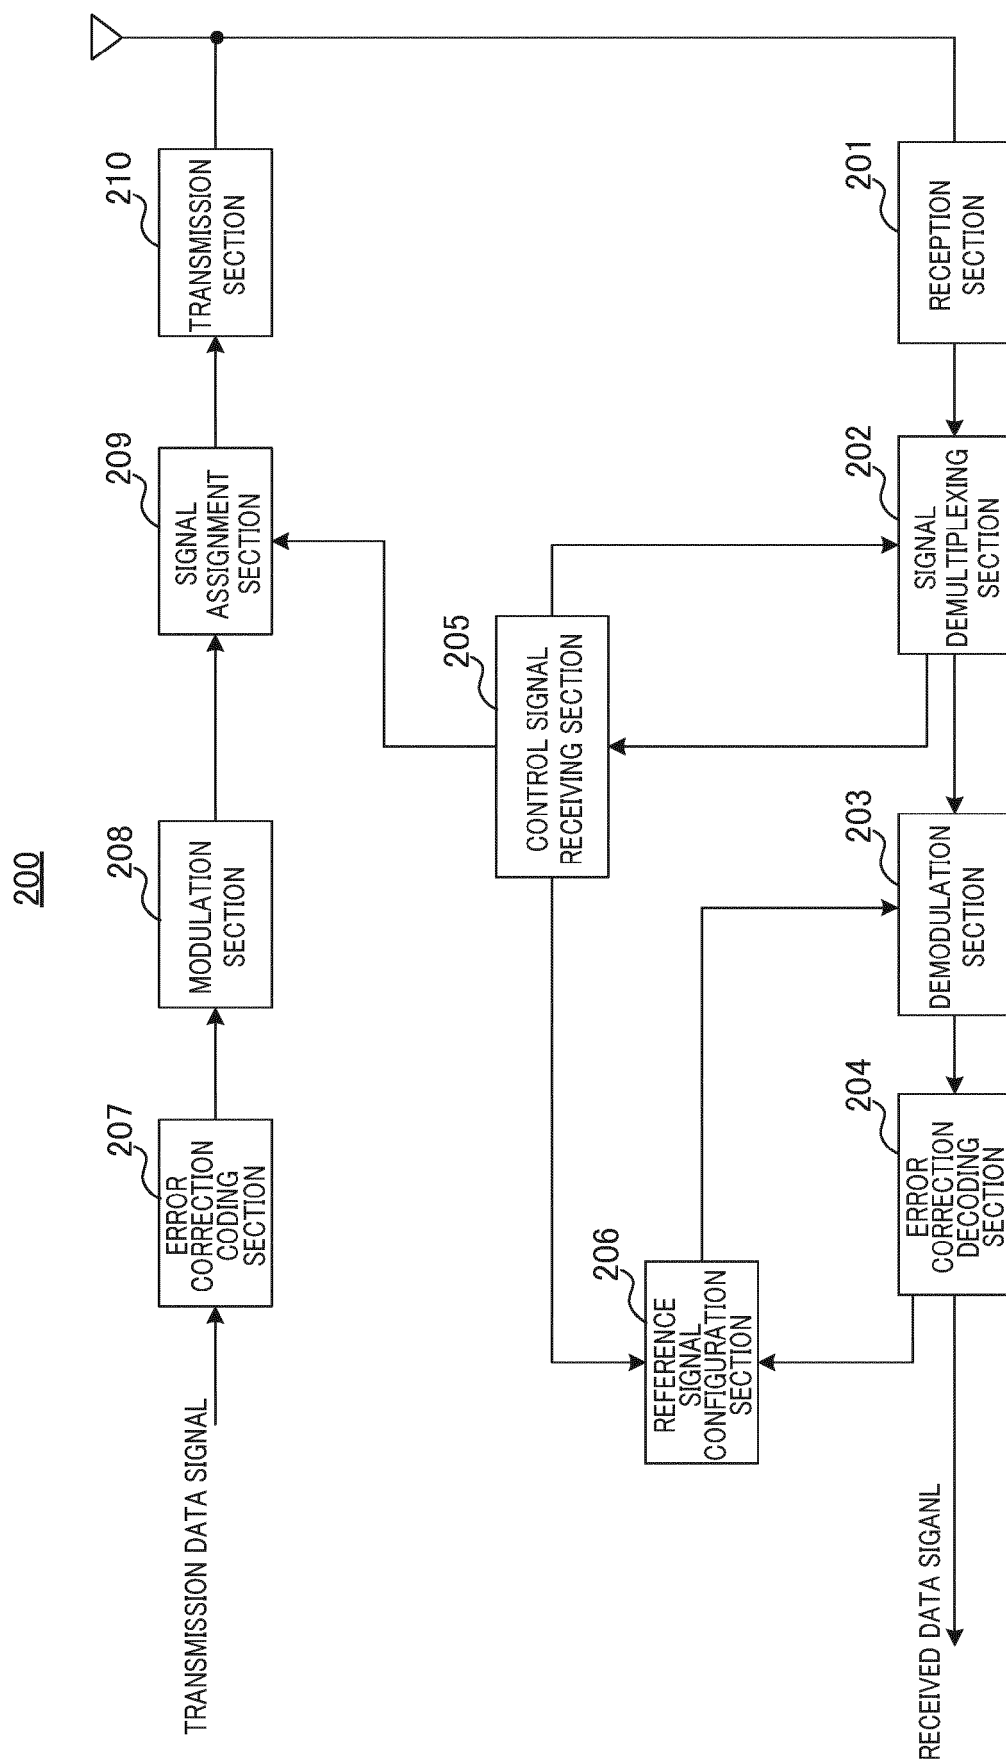 200
TRANSMISSION DATA SIGNAL
207
ERROR
CORRECTION
CODING
SECTION
208
MODULATION
SECTION
209
SIGNAL
ASSIGNMENT
SECTION
210
TRANSMISSION
SECTION
205
CONTROL SIGNAL
RECEIVING SECTION
206
REFERENCE
SIGNAL
CONFIGURATION
SECTION
RECEIVED DATA SIGANL
204
ERROR
CORRECTION
DECODING
SECTION
203
DEMODULATION
SECTION
202
SIGNAL
DEMULTIPLEXING
SECTION
201
RECEPTION
SECTION